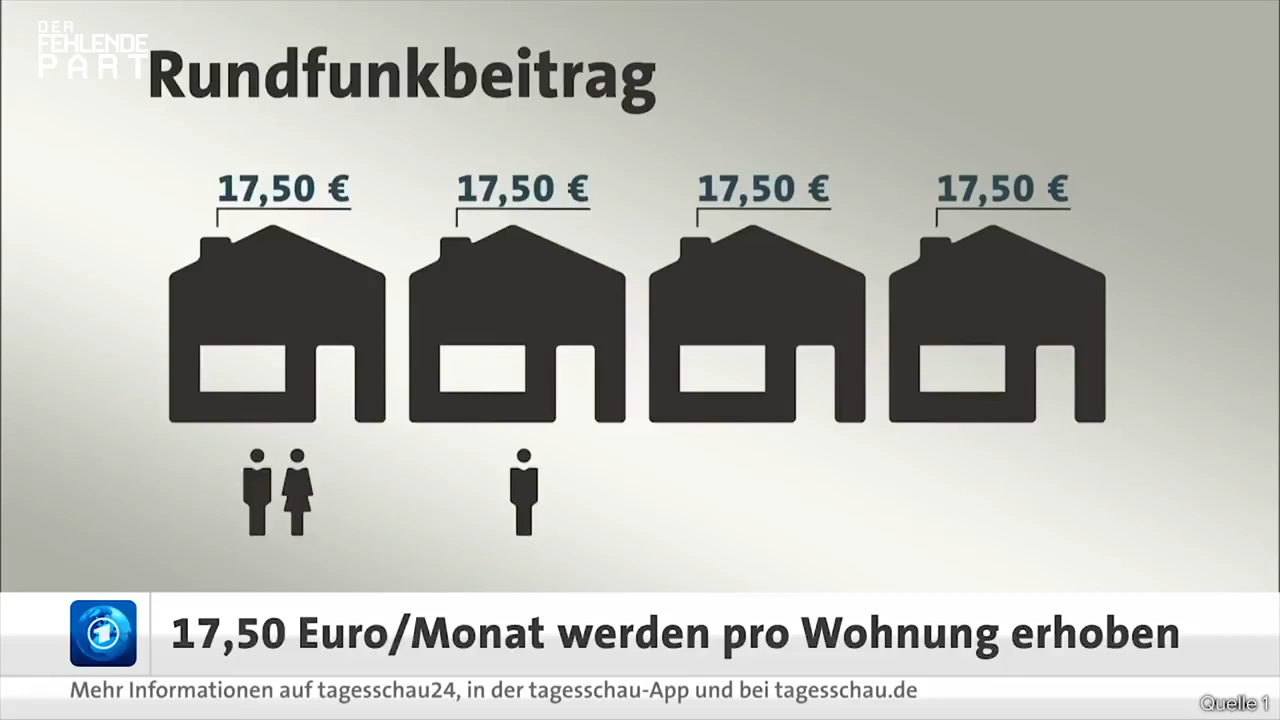 DER
FEHLENDE
PART
Rundfunkbeitrag
17,50 € 17,50 € 17,50 € 17,50 €
17,50 Euro/Monat werden pro Wohnung erhoben
Mehr Informationen auf tagesschau24, in der tagesschau-App und bei tagesschau.de
Quelle 1